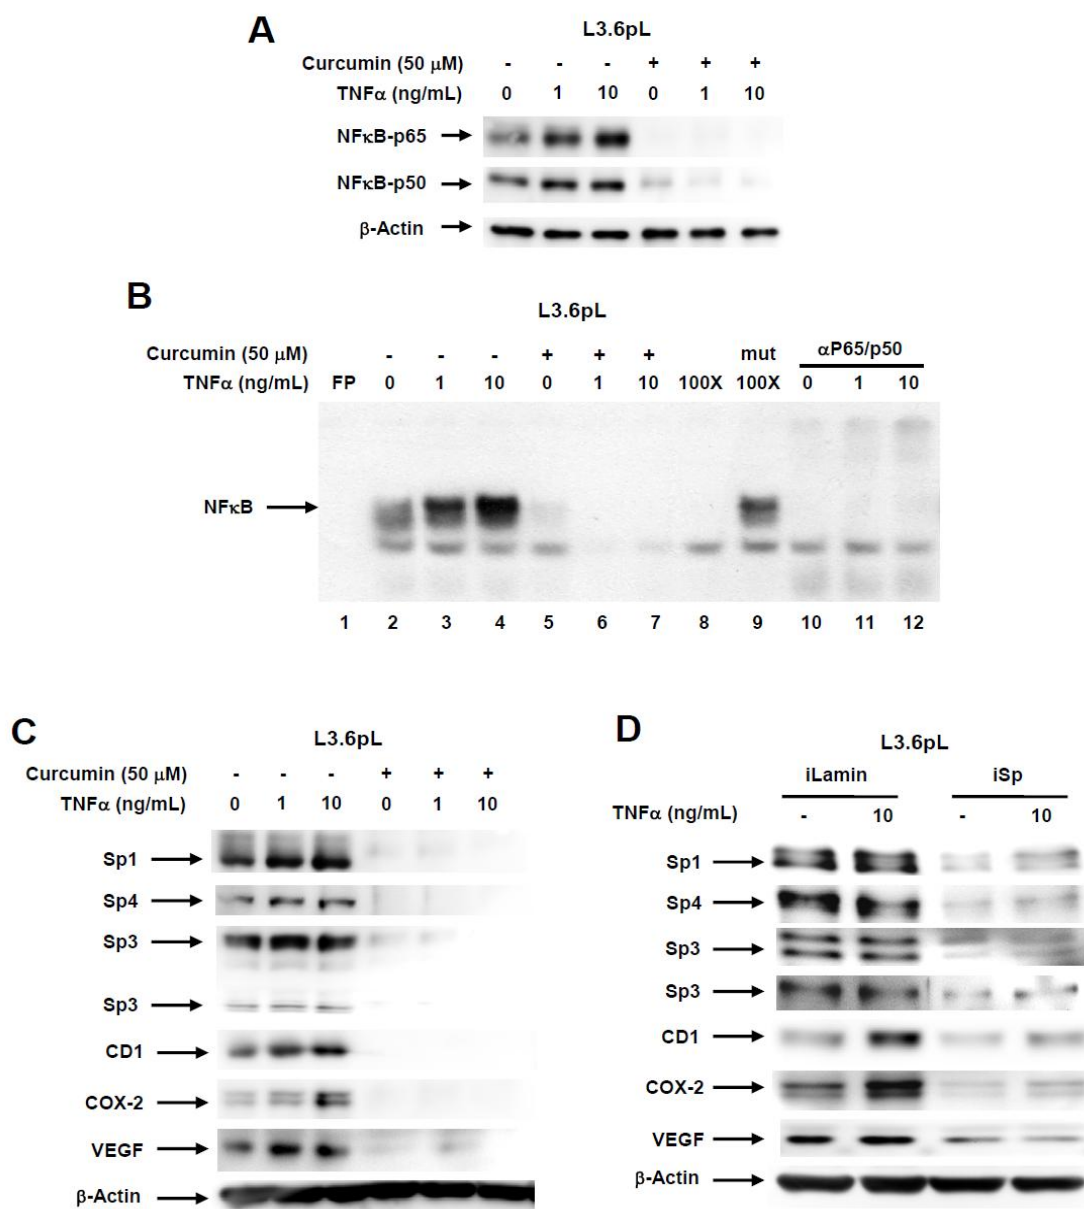 A
L3.6pL
Curcumin (50 μM) - - - + + +
TNFα (ng/mL) 0 1 10 0 1 10
NFκB-p65
NFκB-p50
β-Actin
B
L3.6pL
Curcumin (50 μM) - - - + + + mut αP65/p50
TNFα (ng/mL) FP 0 1 10 0 1 10 100X 100X 0 1 10
NFκB
1 2 3 4 5 6 7 8 9 10 11 12
C
L3.6pL
Curcumin (50 μM) - - - + + +
TNFα (ng/mL) 0 1 10 0 1 10
Sp1
Sp4
Sp3
Sp3
CD1
COX-2
VEGF
β-Actin
D
L3.6pL
iLamin iSp
TNFα (ng/mL) - 10 - 10
Sp1
Sp4
Sp3
Sp3
CD1
COX-2
VEGF
β-Actin